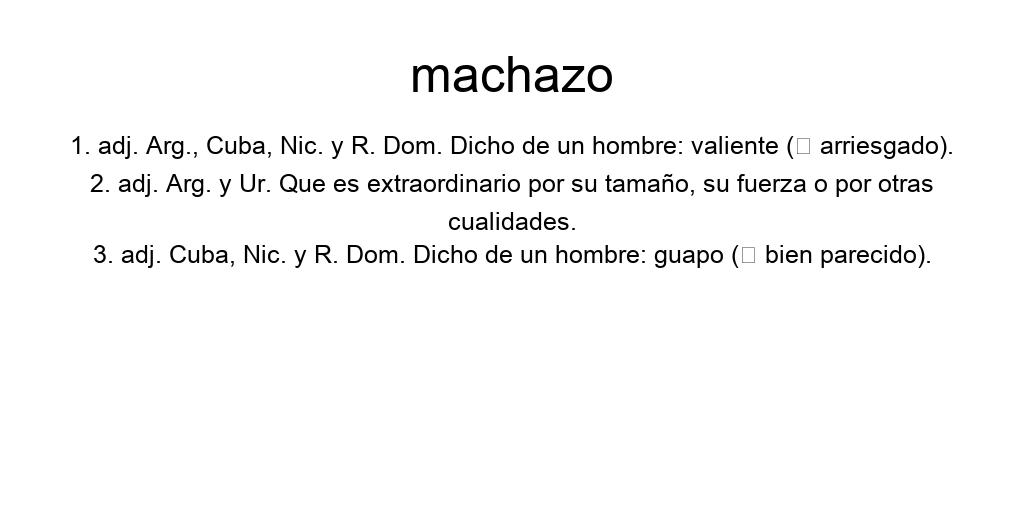 machazo
1. adj. Arg., Cuba, Nic. y R. Dom. Dicho de un hombre: valiente (□ arriesgado).
2. adj. Arg. y Ur. Que es extraordinario por su tamaño, su fuerza o por otras
cualidades.
3. adj. Cuba, Nic. y R. Dom. Dicho de un hombre: guapo (□ bien parecido).